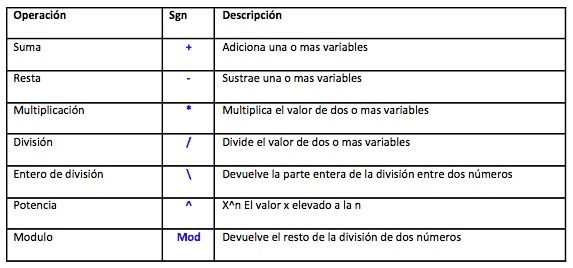 Operación Sgn Descripción
Suma + Adiciona una o mas variables
Resta - Sustrae una o mas variables
Multiplicación * Multiplica el valor de dos o mas variables
División / Divide el valor de dos o mas variables
Entero de división \ Devuelve la parte entera de la división entre dos números
Potencia ^ X^n El valor x elevado a la n
Modulo Mod Devuelve el resto de la división de dos números